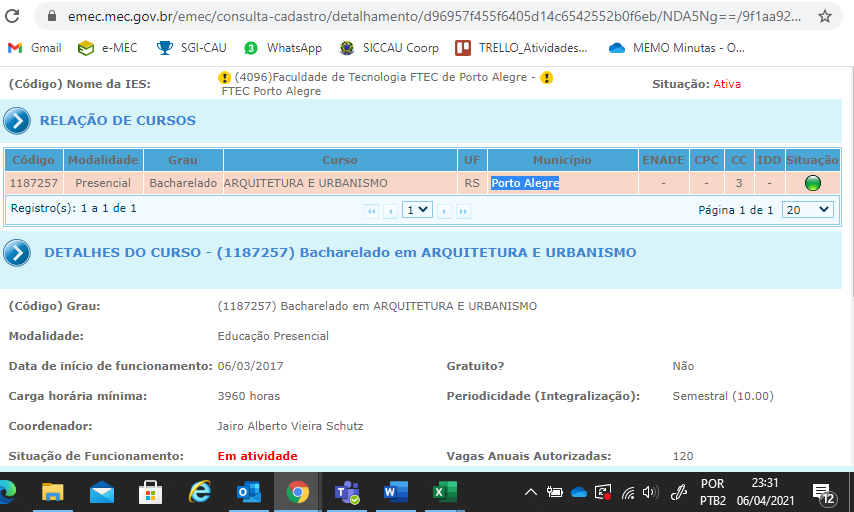 emec.mec.gov.br/emec/consulta-cadastro/detalhamento/d96957f455f6405d14c6542552b0f6eb/NDA5Ng==/9f1aa92...
Gmail e-MEC SGI-CAU WhatsApp SICCAU Coorp TRELLO_Atividades... MEMO Minutas - O...
(Código) Nome da IES: (4096)Faculdade de Tecnologia FTEC de Porto Alegre - FTEC Porto Alegre Situação: Ativa
RELAÇÃO DE CURSOS
Código Modalidade Grau Curso UF Município ENADE CPC CC IDD Situação
1187257 Presencial Bacharelado ARQUITETURA E URBANISMO RS Porto Alegre - - 3 -
Registro(s): 1 a 1 de 1 1 Página 1 de 1 20
DETALHES DO CURSO - (1187257) Bacharelado em ARQUITETURA E URBANISMO
(Código) Grau: (1187257) Bacharelado em ARQUITETURA E URBANISMO
Modalidade: Educação Presencial
Data de início de funcionamento: 06/03/2017 Gratuito? Não
Carga horária mínima: 3960 horas Periodicidade (Integralização): Semestral (10.00)
Coordenador: Jairo Alberto Vieira Schutz
Situação de Funcionamento: Em atividade Vagas Anuais Autorizadas: 120
POR 23:31
PTB2 06/04/2021 12